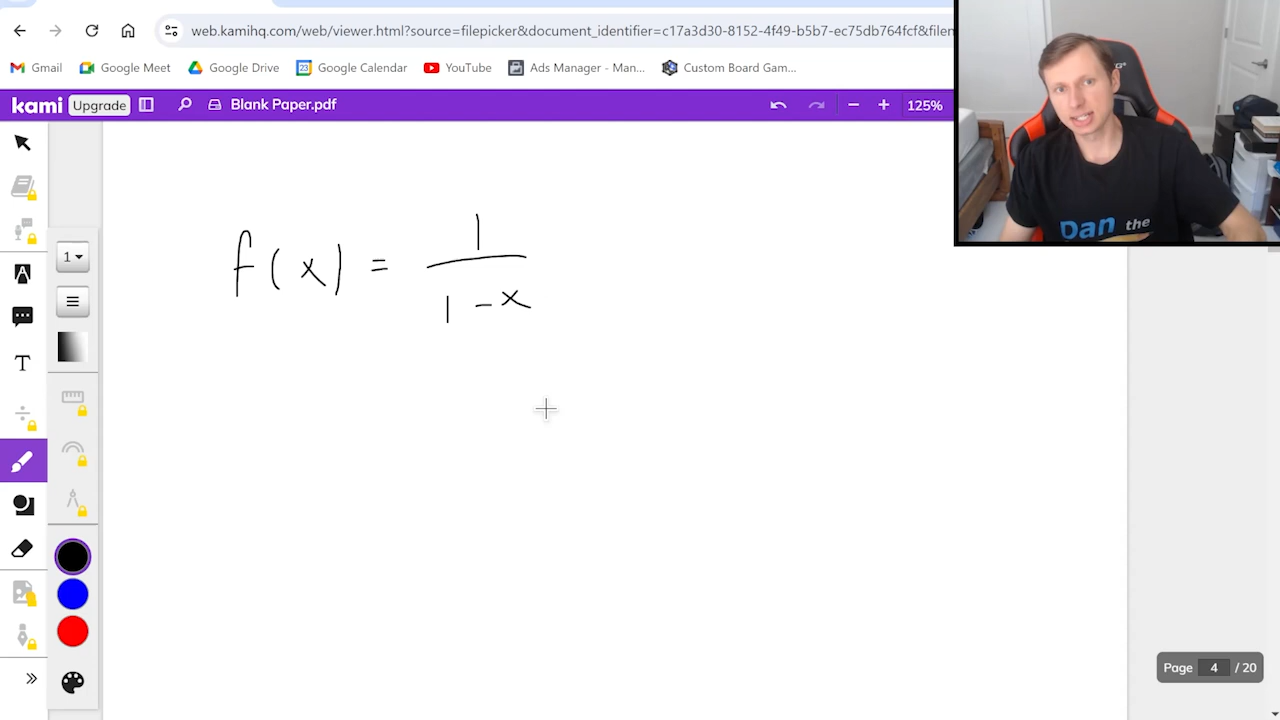 web.kamihq.com/web/viewer.html?source=filepicker&document_identifier=c17a3d30-8152-4f49-b5b7-ec75db764fcf&filen
Gmail Google Meet Google Drive 23 Google Calendar YouTube Ads Manager - Man... Custom Board Gam...
kami Upgrade Blank Paper.pdf 125%
Dan the
1
f(x) = 1 / 1 - x
A
T
Page 4 / 20